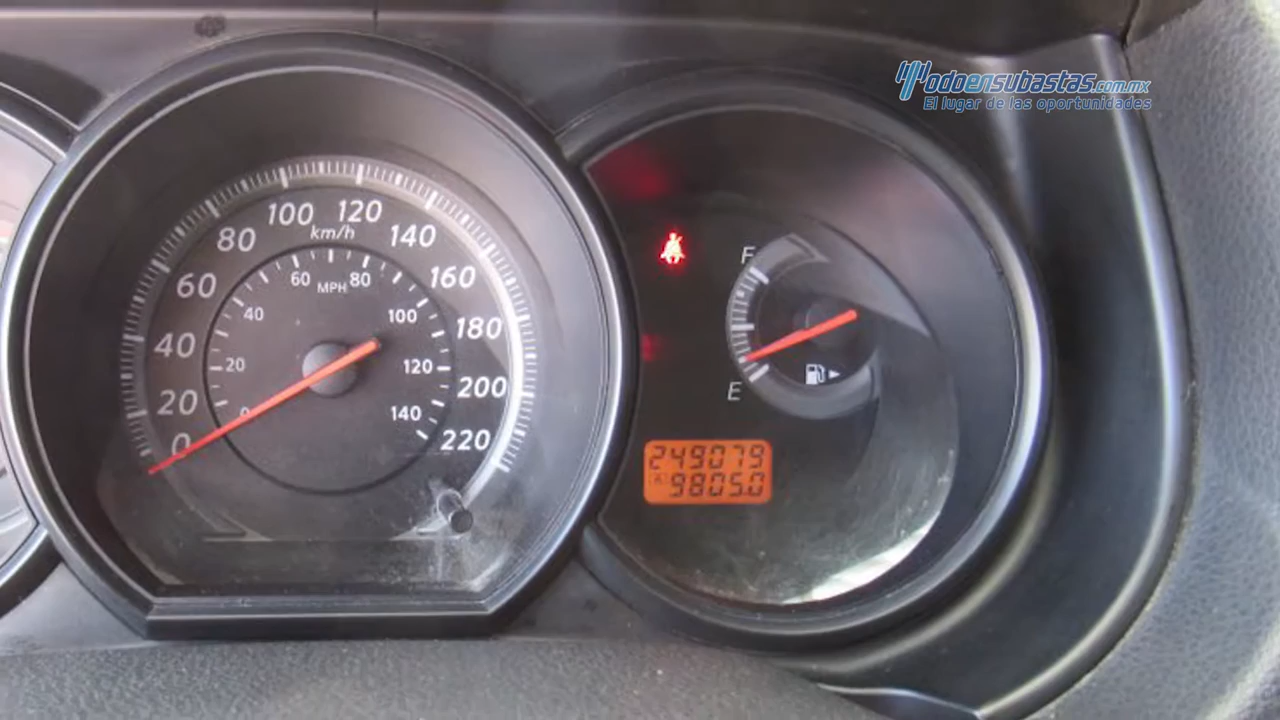 Todoensubastas.com.mx
El lugar de las oportunidades
100 120
km/h
80 140
60 160
40 180
20 200
0 220
60 80
MPH
40 100
20 120
0 140
F
E
249079
A 9805.0